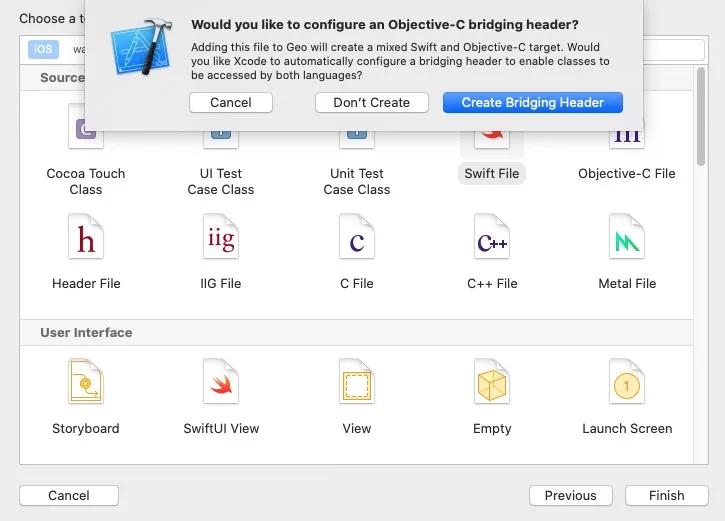 Choose a te
Would you like to configure an Objective-C bridging header?
Adding this file to Geo will create a mixed Swift and Objective-C target. Would
you like Xcode to automatically configure a bridging header to enable classes to
be accessed by both languages?
Cancel
Don't Create
Create Bridging Header
iOS
wa
Source
Cocoa Touch
Class
UI Test
Case Class
Unit Test
Case Class
Swift File
Objective-C File
h
iig
c
C++
Header File
IIG File
C File
C++ File
Metal File
User Interface
1
Storyboard
SwiftUI View
View
Empty
Launch Screen
Cancel
Previous
Finish